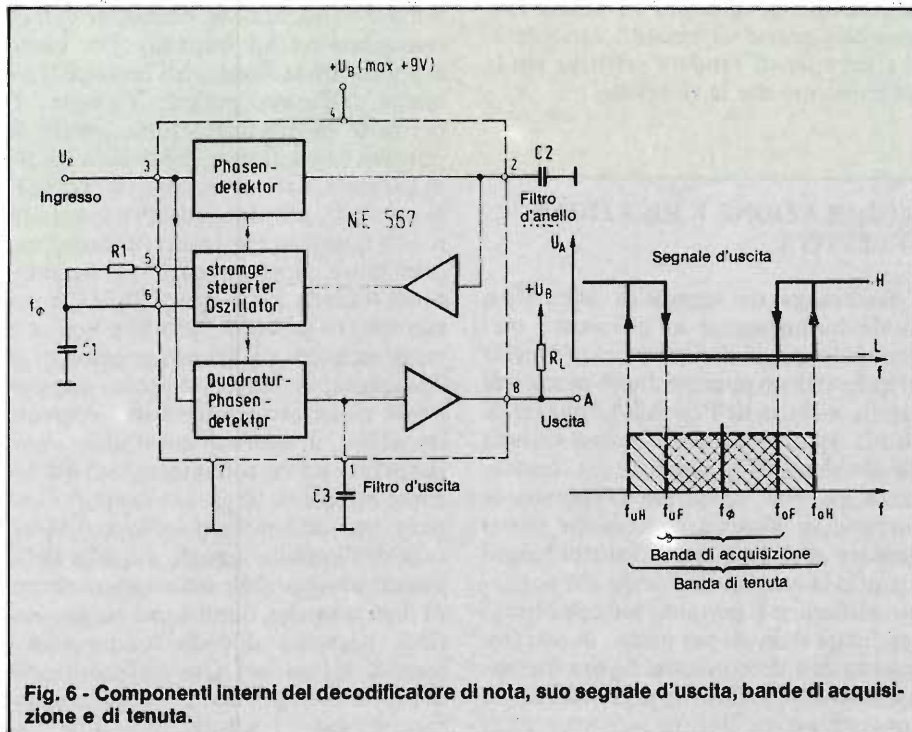 +U_B (max +9V)
4
U_e
3
Ingresso
Phasen-
detektor
2
C2
Filtro
d'anello
NE 567
R1
5
6
f_φ
C1
stromge-
steuerter
Oszillator
Quadratur-
Phasen-
detektor
+U_B
R_L
8
A
Uscita
7
C3
Filtro d'uscita
U_A
Segnale d'uscita
H
L
f
f
f_uH f_uF f_φ f_oF f_oH
Banda di acquisizione
Banda di tenuta
Fig. 6 - Componenti interni del decodificatore di nota, suo segnale d'uscita, bande di acquisi-
zione e di tenuta.